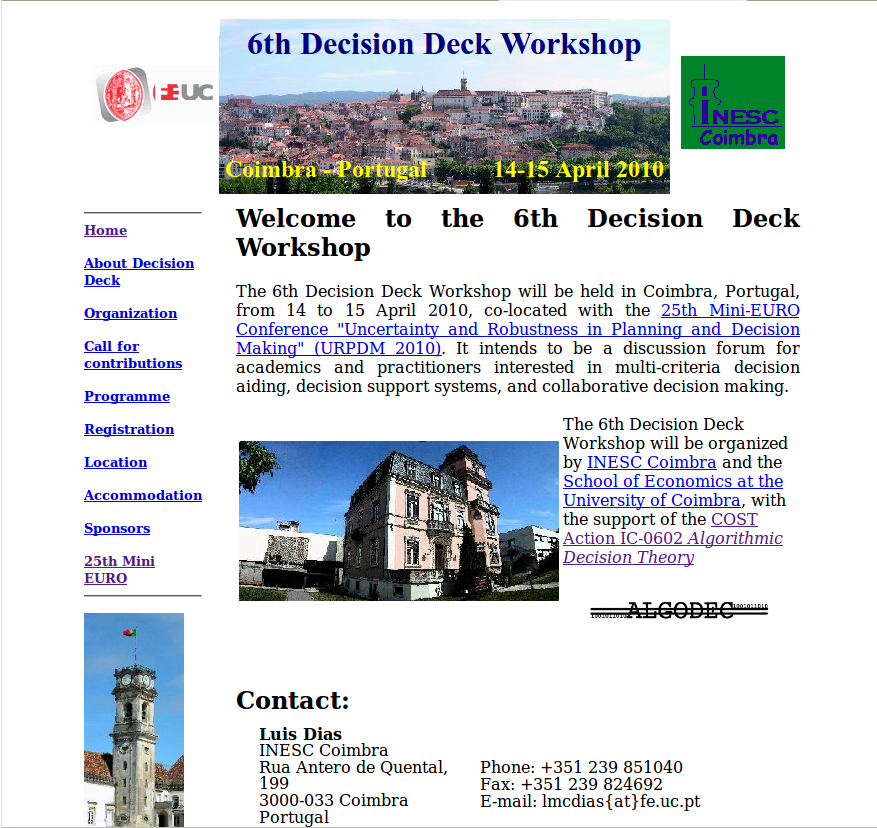 6th Decision Deck Workshop
FEUC
INESC
Coimbra
Coimbra - Portugal 14-15 April 2010
Home
About Decision
Deck
Organization
Call for
contributions
Programme
Registration
Location
Accommodation
Sponsors
25th Mini
EURO
Welcome to the 6th Decision Deck
Workshop
The 6th Decision Deck Workshop will be held in Coimbra, Portugal,
from 14 to 15 April 2010, co-located with the 25th Mini-EURO
Conference "Uncertainty and Robustness in Planning and Decision
Making" (URPDM 2010). It intends to be a discussion forum for
academics and practitioners interested in multi-criteria decision
aiding, decision support systems, and collaborative decision making.
The 6th Decision Deck
Workshop will be organized
by INESC Coimbra and the
School of Economics at the
University of Coimbra, with
the support of the COST
Action IC-0602 Algorithmic
Decision Theory
1001011010 ALGODEC 1001011010
Contact:
Luis Dias
INESC Coimbra
Rua Antero de Quental,
199
3000-033 Coimbra
Portugal
Phone: +351 239 851040
Fax: +351 239 824692
E-mail: lmcdias{at}fe.uc.pt